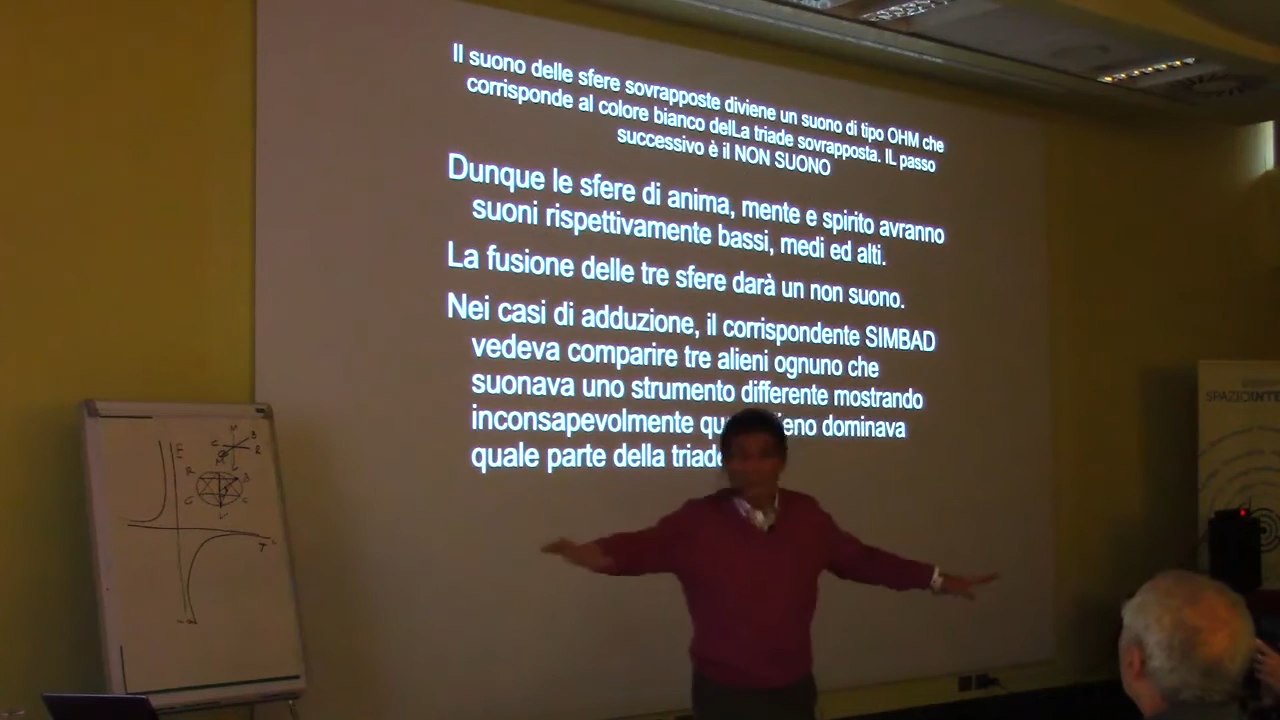 Il suono delle sfere sovrapposte diviene un suono di tipo OHM che
corrisponde al colore bianco delLa triade sovrapposta. IL passo
successivo è il NON SUONO
Dunque le sfere di anima, mente e spirito avranno
suoni rispettivamente bassi, medi ed alti.
La fusione delle tre sfere darà un non suono.
Nei casi di adduzione, il corrispondente SIMBAD
vedeva comparire tre alieni ognuno che
suonava uno strumento differente mostrando
inconsapevolmente dominava
quale parte della triade